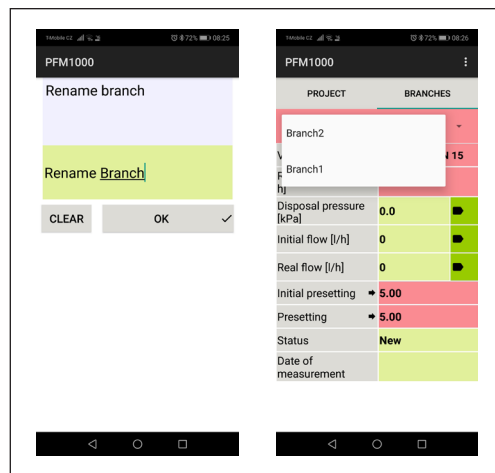 T-Mobile CZ 72% 08:25
PFM1000
Rename branch
Rename Branch
CLEAR OK
T-Mobile CZ 72% 08:26
PFM1000
PROJECT BRANCHES
Branch2
V N 15
Branch1
R
h]
Disposal pressure 0.0
[kPa]
Initial flow [l/h] 0
Real flow [l/h] 0
Initial presetting 5.00
Presetting 5.00
Status New
Date of
measurement